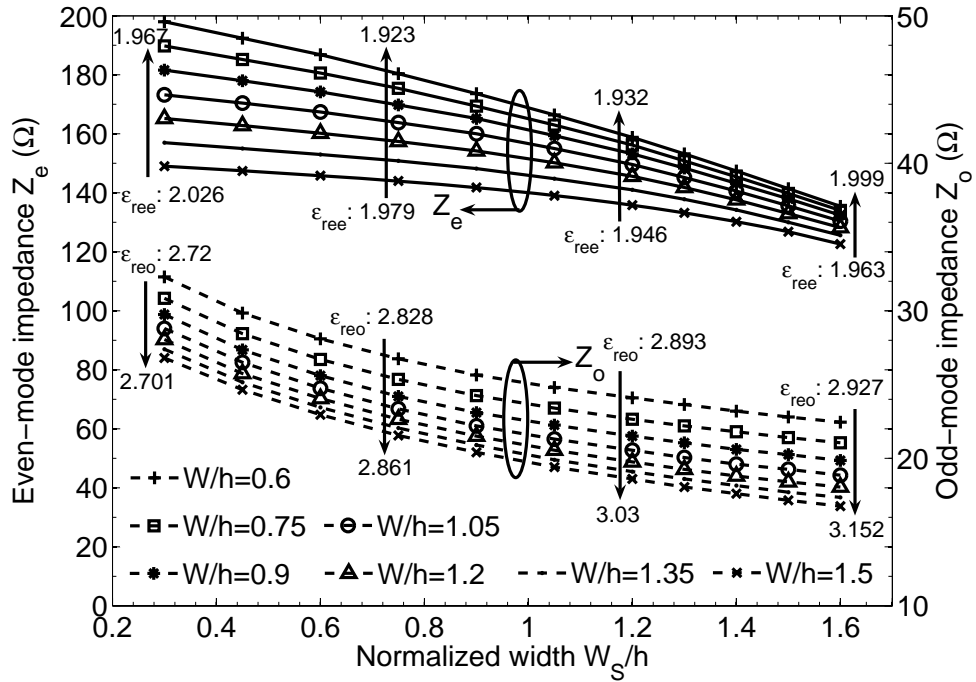 200
180
160
140
120
100
80
60
40
20
0
Even−mode impedance Z_e (Ω)
50
40
30
20
10
Odd−mode impedance Z_o (Ω)
0.2 0.4 0.6 0.8 1 1.2 1.4 1.6
Normalized width W_S/h
1.967
1.923
1.932
1.999
ε_ree: 2.026
ε_ree: 1.979
ε_ree: 1.946
ε_ree: 1.963
Z_e
ε_reo: 2.72
ε_reo: 2.828
ε_reo: 2.893
ε_reo: 2.927
Z_o
2.701
2.861
3.03
3.152
W/h=0.6
W/h=0.75 W/h=1.05
W/h=0.9 W/h=1.2 W/h=1.35 W/h=1.5